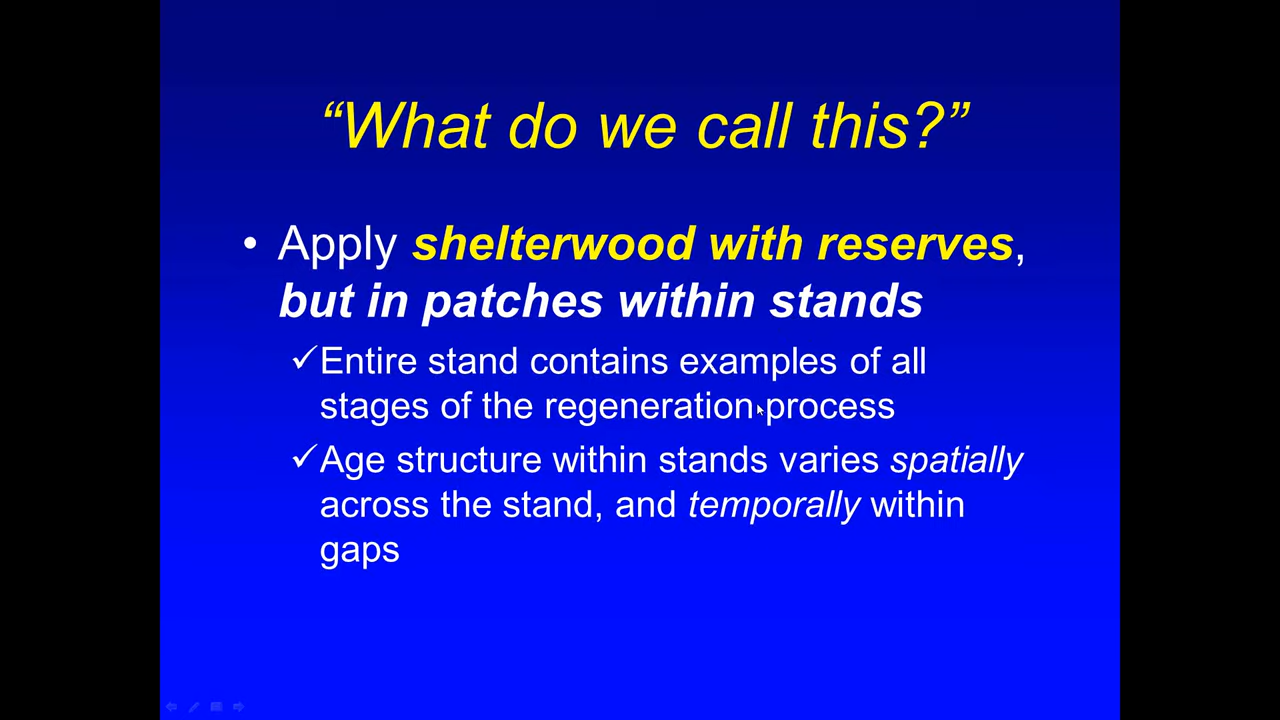 “What do we call this?”
• Apply shelterwood with reserves,
but in patches within stands
✓Entire stand contains examples of all
stages of the regeneration process
✓Age structure within stands varies spatially
across the stand, and temporally within
gaps